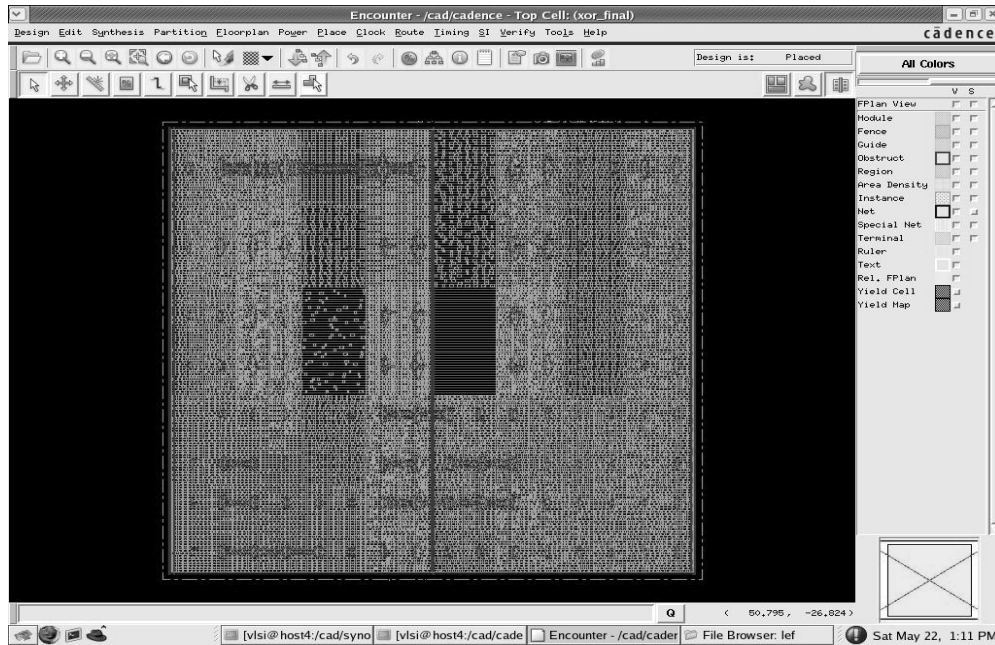 Encounter - /cad/cadence - Top Cell: (xor_final)
Design Edit Synthesis Partition Floorplan Power Place Clock Route Timing SI Verify Tools Help
cādence
Design is: Placed
All Colors
V S
FPlan View
Module
Fence
Guide
Obstruct
Region
Area Density
Instance
Net
Special Net
Terminal
Ruler
Text
Rel. FPlan
Yield Cell
Yield Map
Q
( 50.795, -26.824)
[vlsi@host4:/cad/syno
[vlsi@host4:/cad/cade
Encounter - /cad/cader
File Browser: lef
Sat May 22, 1:11 PM